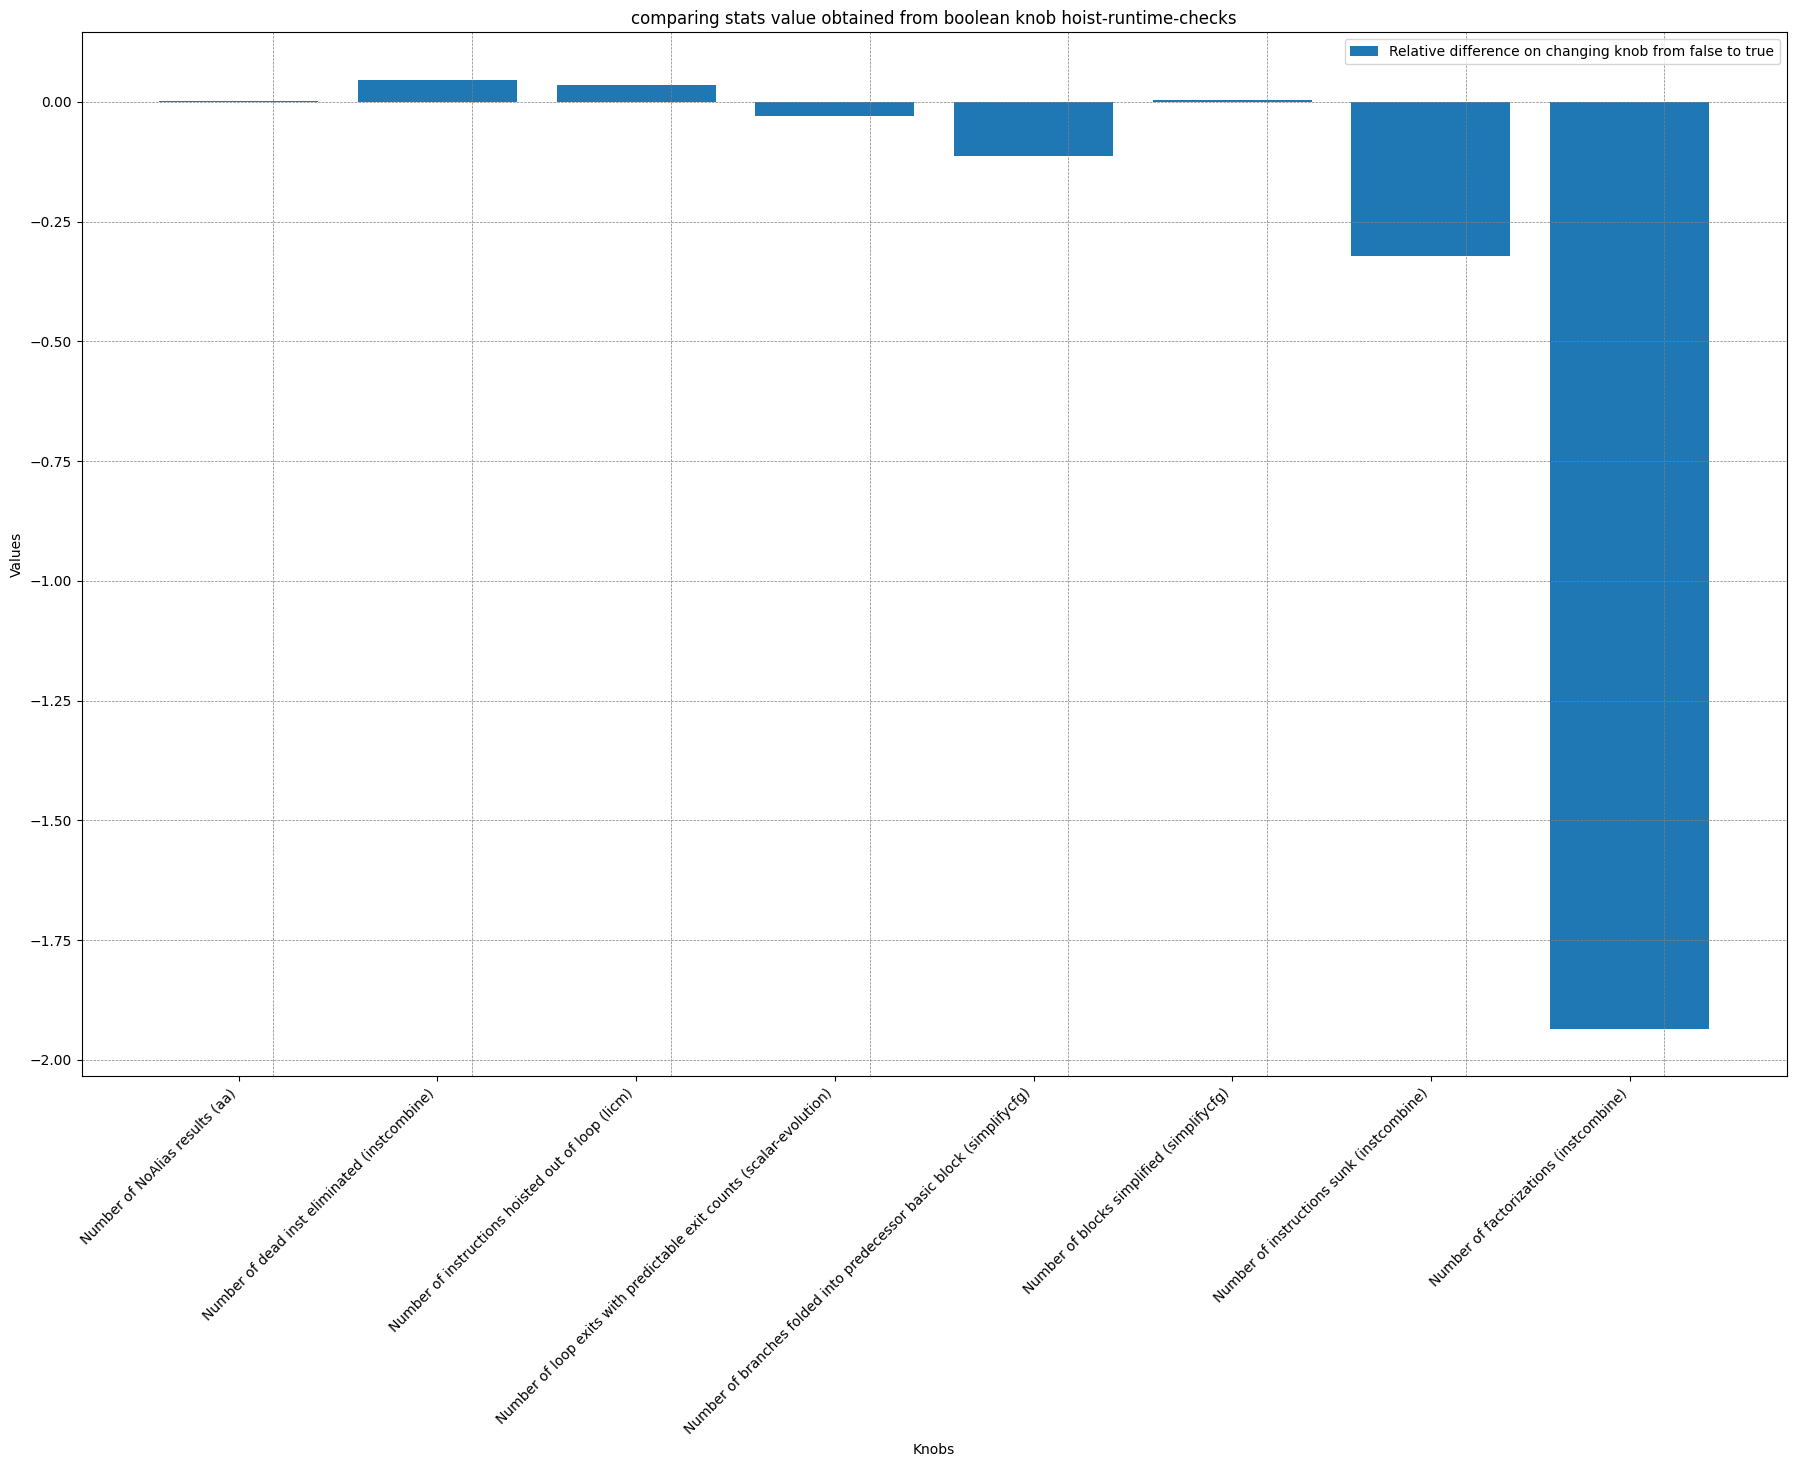 comparing stats value obtained from boolean knob hoist-runtime-checks
Relative difference on changing knob from false to true
0.00
−0.25
−0.50
−0.75
−1.00
−1.25
−1.50
−1.75
−2.00
Values
Number of NoAlias results (aa)
Number of dead inst eliminated (instcombine)
Number of instructions hoisted out of loop (licm)
Number of loop exits with predictable exit counts (scalar-evolution)
Number of branches folded into predecessor basic block (simplifycfg)
Number of blocks simplified (simplifycfg)
Number of instructions sunk (instcombine)
Number of factorizations (instcombine)
Knobs